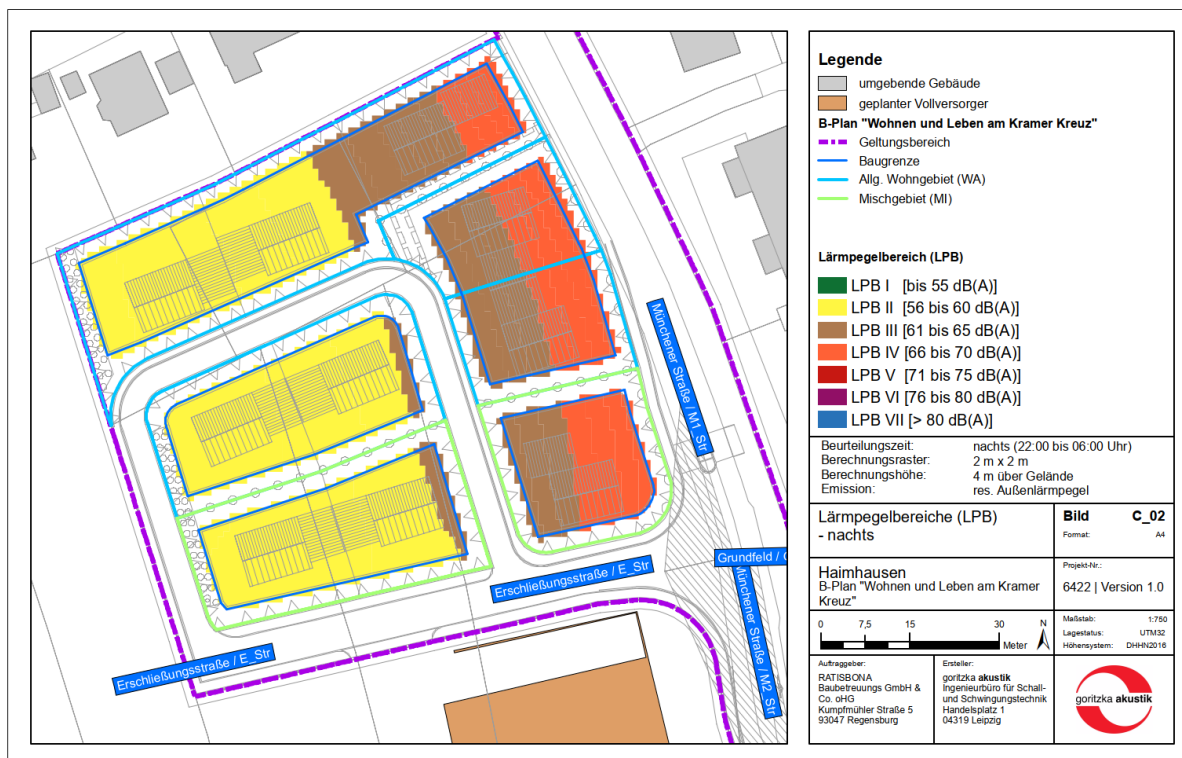 Münchener Straße / M1 Str
Grundfeld /
Münchener Straße / M2 Str
Erschließungsstraße / E_Str
Erschließungsstraße / E_Str
Legende
umgebende Gebäude
geplanter Vollversorger
B-Plan "Wohnen und Leben am Kramer Kreuz"
Geltungsbereich
Baugrenze
Allg. Wohngebiet (WA)
Mischgebiet (MI)
Lärmpegelbereich (LPB)
LPB I [bis 55 dB(A)]
LPB II [56 bis 60 dB(A)]
LPB III [61 bis 65 dB(A)]
LPB IV [66 bis 70 dB(A)]
LPB V [71 bis 75 dB(A)]
LPB VI [76 bis 80 dB(A)]
LPB VII [> 80 dB(A)]
Beurteilungszeit: nachts (22:00 bis 06:00 Uhr)
Berechnungsraster: 2 m x 2 m
Berechnungshöhe: 4 m über Gelände
Emission: res. Außenlärmpegel
Lärmpegelbereiche (LPB)
- nachts
Bild C_02
Format: A4
Haimhausen
B-Plan "Wohnen und Leben am Kramer
Kreuz"
Projekt-Nr.:
6422 | Version 1.0
0 7,5 15 30
Meter
N
Maßstab: 1:750
Lagestatus: UTM32
Höhensystem: DHHN2016
Auftraggeber:
RATISBONA
Baubetreuungs GmbH &
Co. oHG
Kumpfmühler Straße 5
93047 Regensburg
Ersteller:
goritzka akustik
Ingenieurbüro für Schall-
und Schwingungstechnik
Handelsplatz 1
04319 Leipzig
goritzka akustik